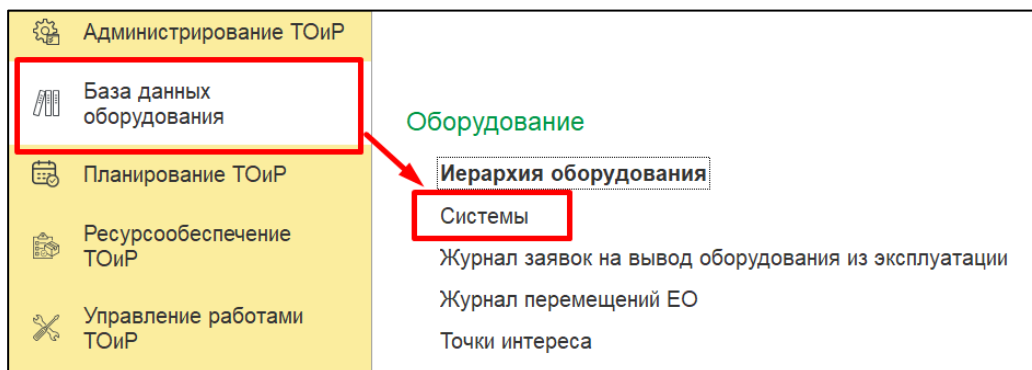 Администрирование ТОиР
База данных
оборудования
Планирование ТОиР
Ресурсообеспечение
ТОиР
Управление работами
ТОиР
Оборудование
Иерархия оборудования
Системы
Журнал заявок на вывод оборудования из эксплуатации
Журнал перемещений ЕО
Точки интереса